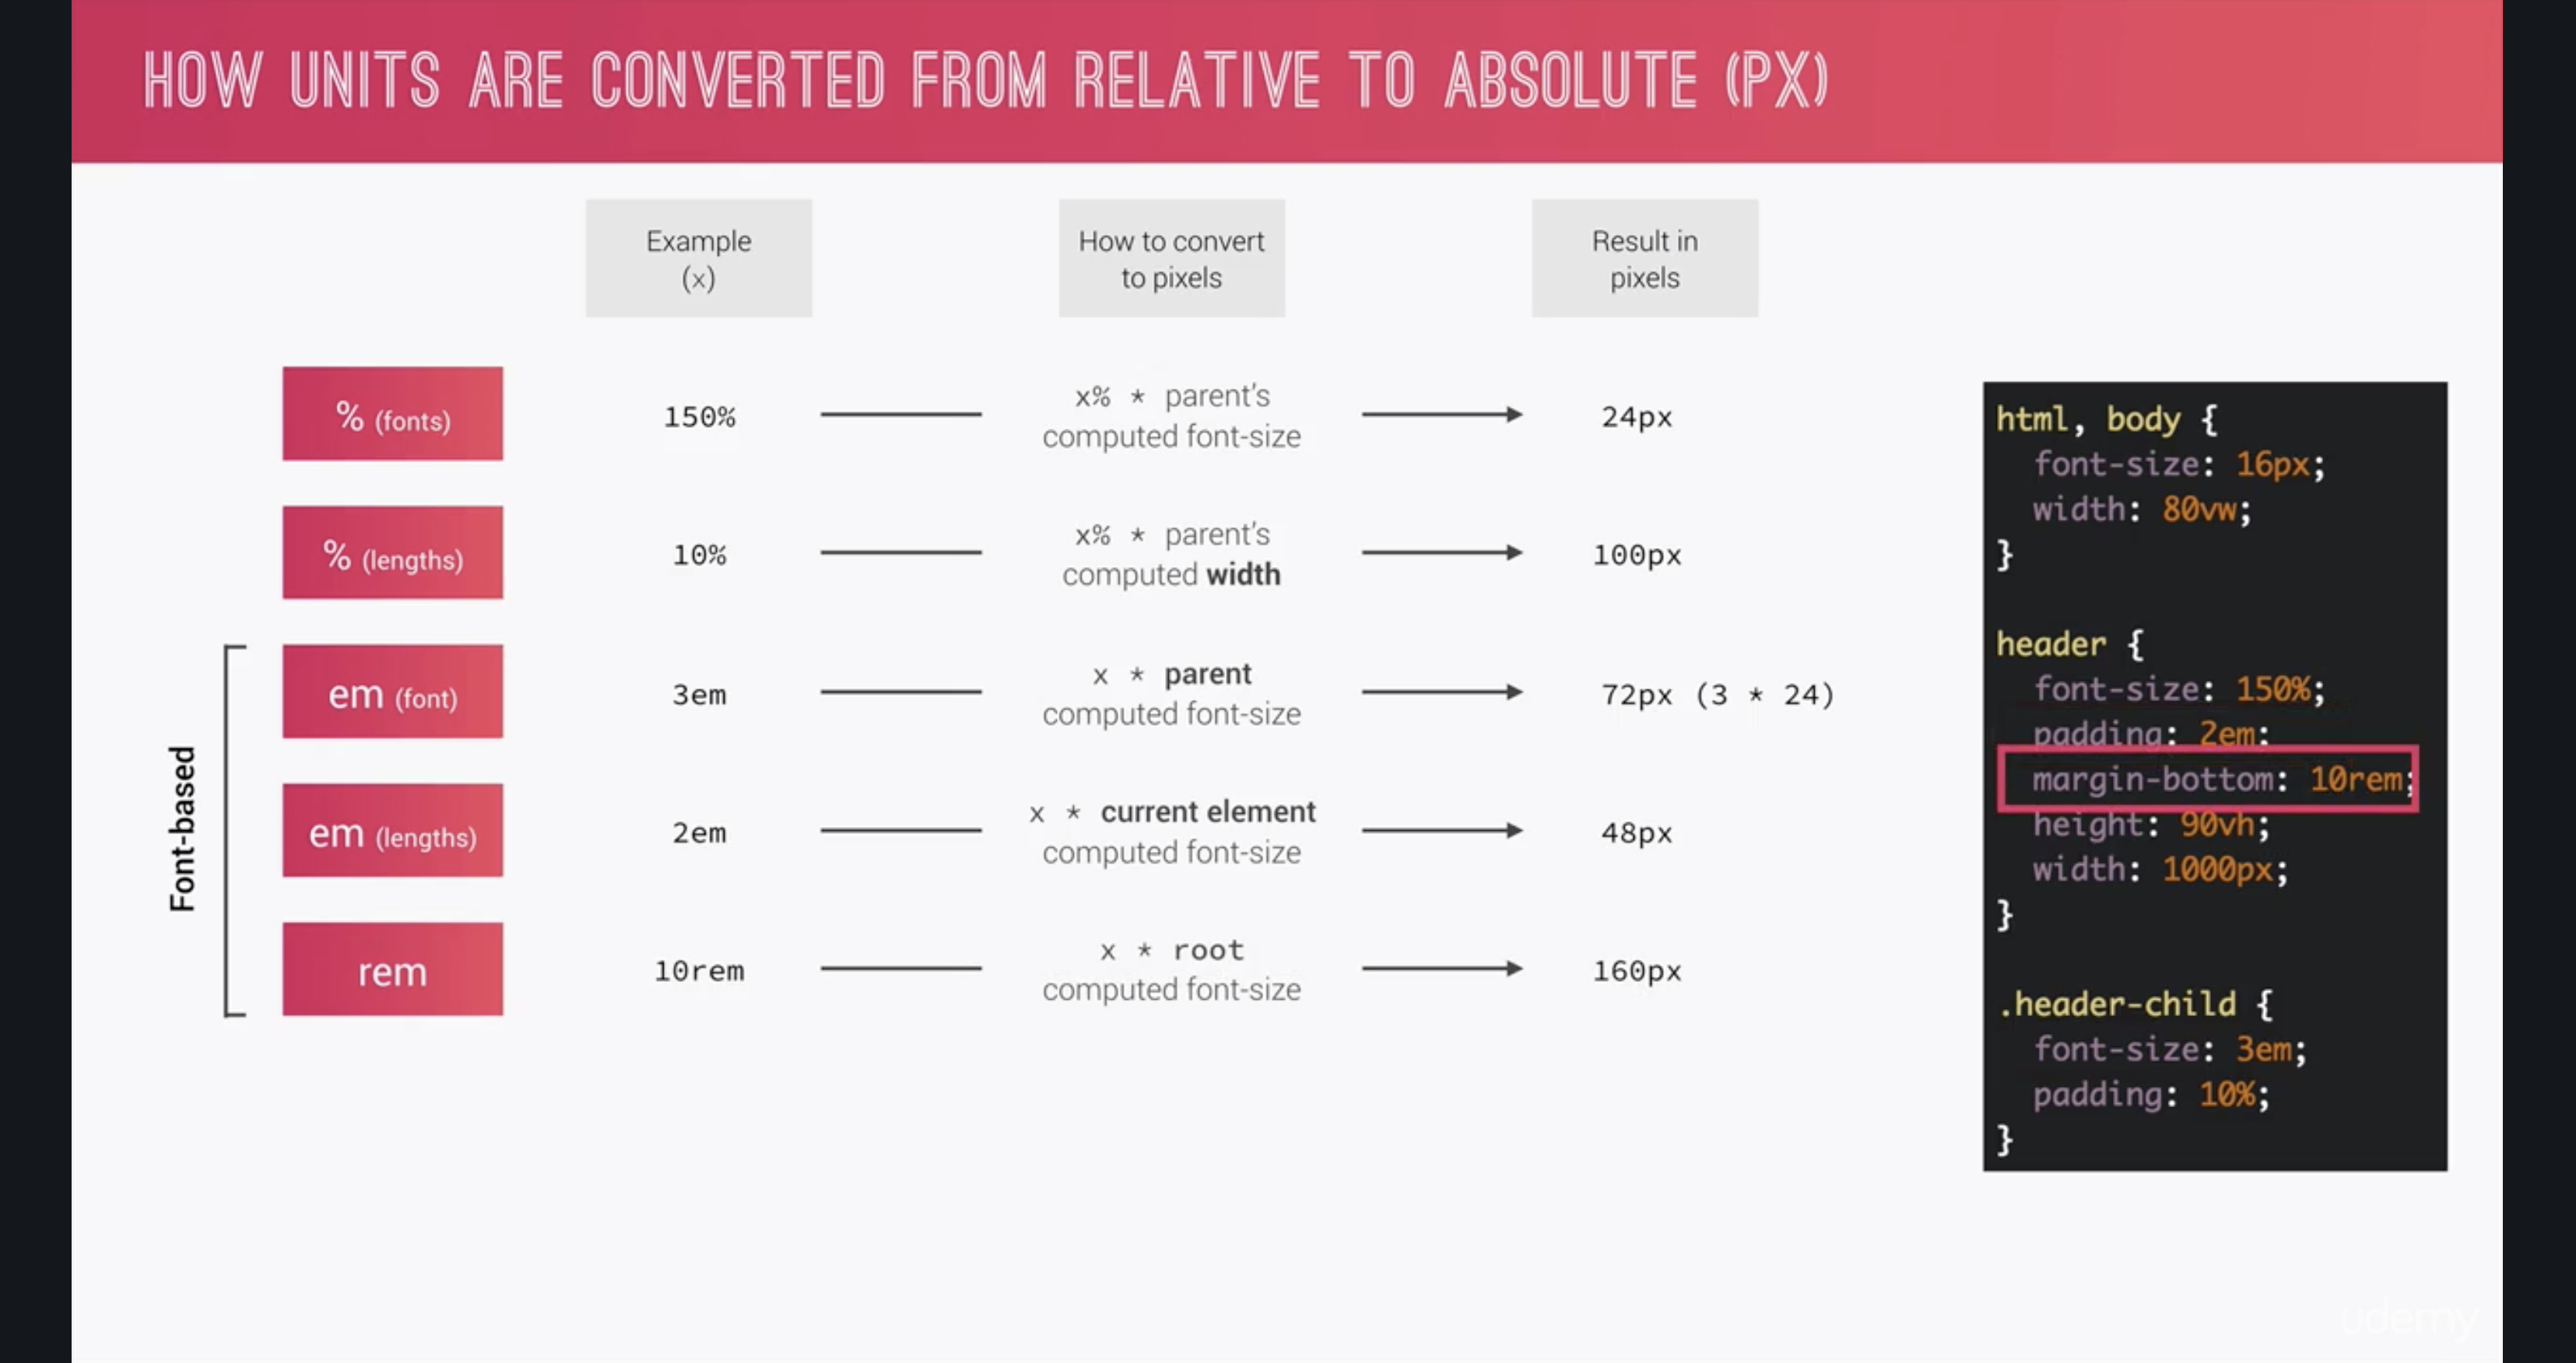 HOW UNITS ARE CONVERTED FROM RELATIVE TO ABSOLUTE (PX)
Example
(x)
How to convert
to pixels
Result in
pixels
% (fonts)
150%
x% * parent's
computed font-size
24px
% (lengths)
10%
x% * parent's
computed width
100px
Font-based
em (font)
3em
x * parent
computed font-size
72px (3 * 24)
em (lengths)
2em
x * current element
computed font-size
48px
rem
10rem
x * root
computed font-size
160px
html, body {
font-size: 16px;
width: 80vw;
}
header {
font-size: 150%;
padding: 2em;
margin-bottom: 10rem;
height: 90vh;
width: 1000px;
}
.header-child {
font-size: 3em;
padding: 10%;
}
udemy